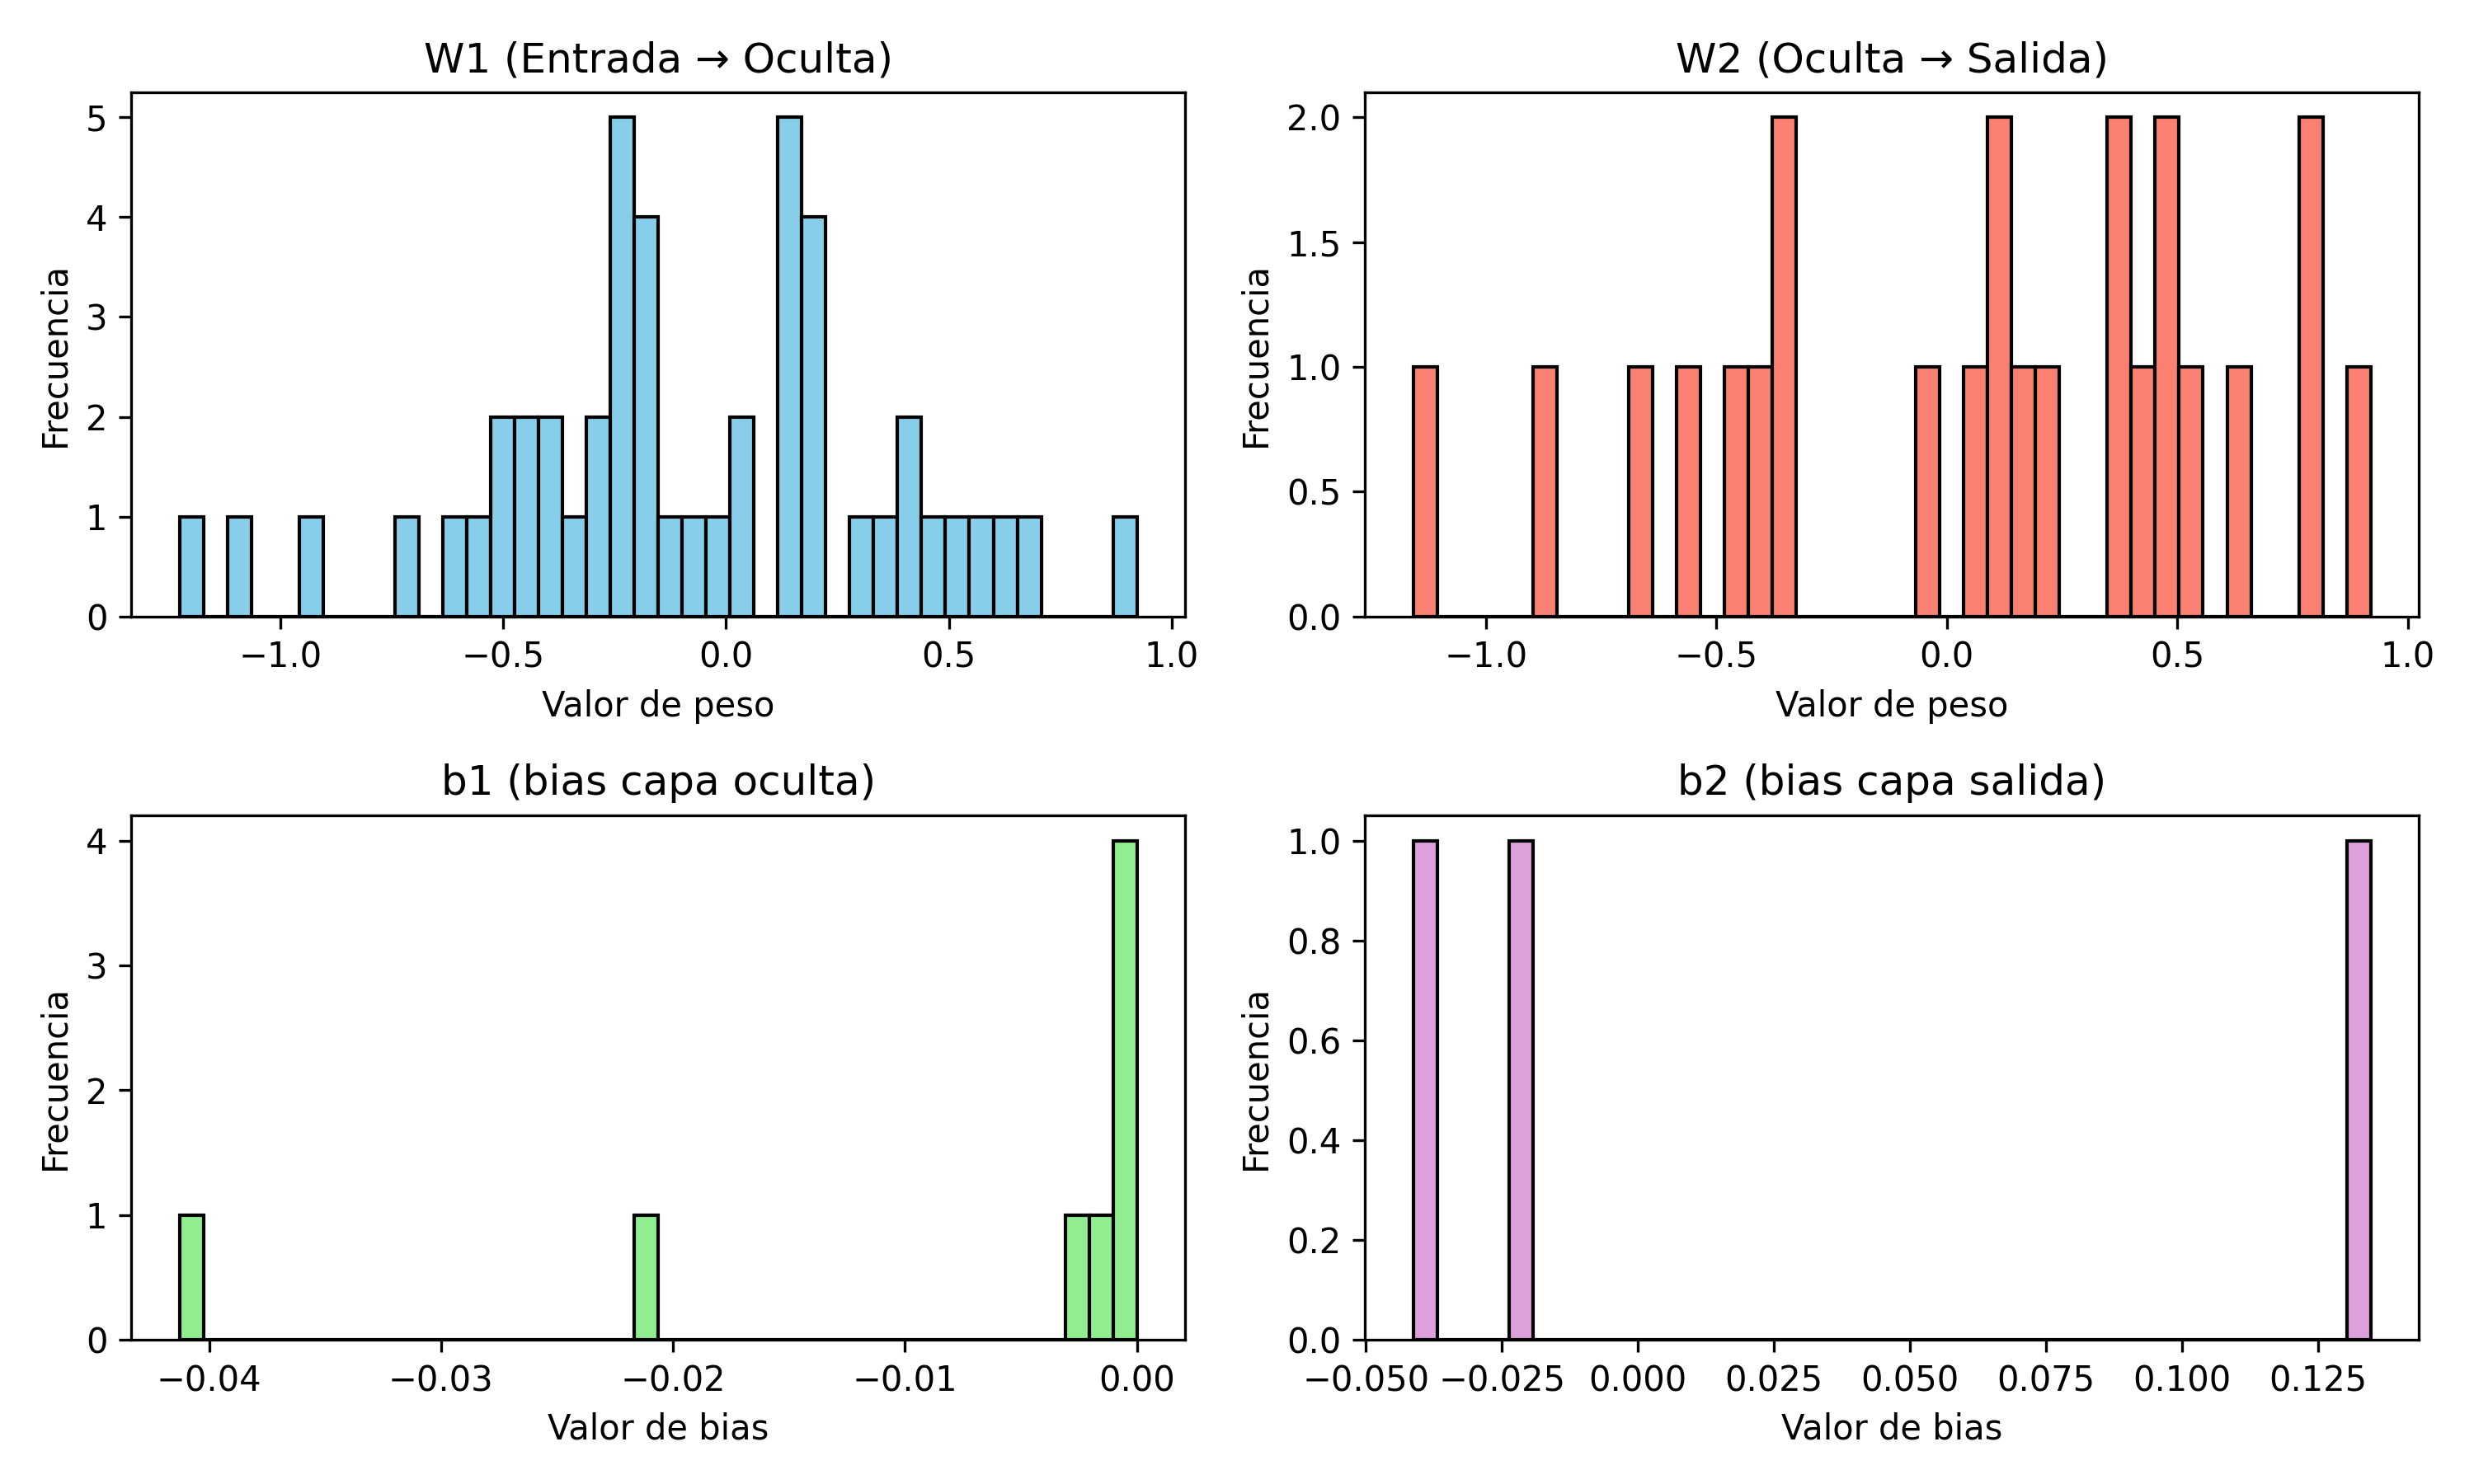 W1 (Entrada → Oculta)
5
4
3
2
1
0
Frecuencia
−1.0 −0.5 0.0 0.5 1.0
Valor de peso
W2 (Oculta → Salida)
2.0
1.5
1.0
0.5
0.0
Frecuencia
−1.0 −0.5 0.0 0.5 1.0
Valor de peso
b1 (bias capa oculta)
4
3
2
1
0
Frecuencia
−0.04 −0.03 −0.02 −0.01 0.00
Valor de bias
b2 (bias capa salida)
1.0
0.8
0.6
0.4
0.2
0.0
Frecuencia
−0.050 −0.025 0.000 0.025 0.050 0.075 0.100 0.125
Valor de bias